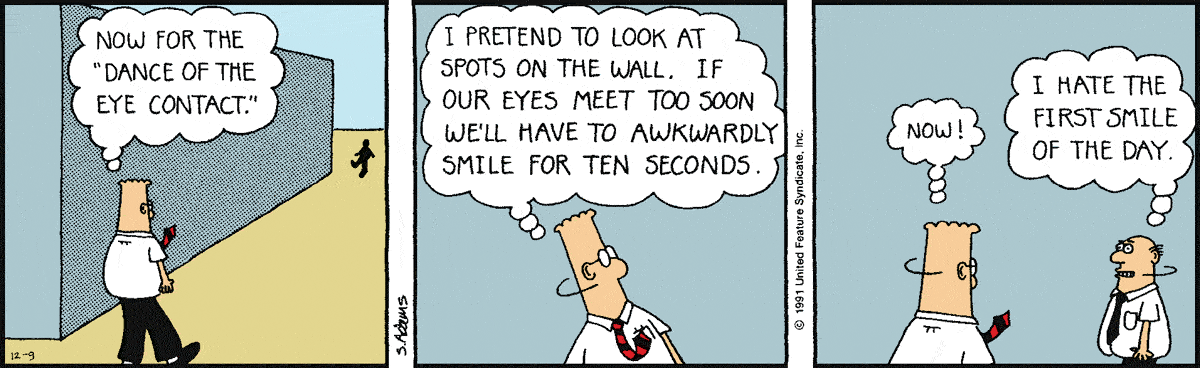 NOW FOR THE
"DANCE OF THE
EYE CONTACT."
12-9
S. Adams
I PRETEND TO LOOK AT
SPOTS ON THE WALL. IF
OUR EYES MEET TOO SOON
WE'LL HAVE TO AWKWARDLY
SMILE FOR TEN SECONDS.
© 1991 United Feature Syndicate, Inc.
NOW!
I HATE THE
FIRST SMILE
OF THE DAY.